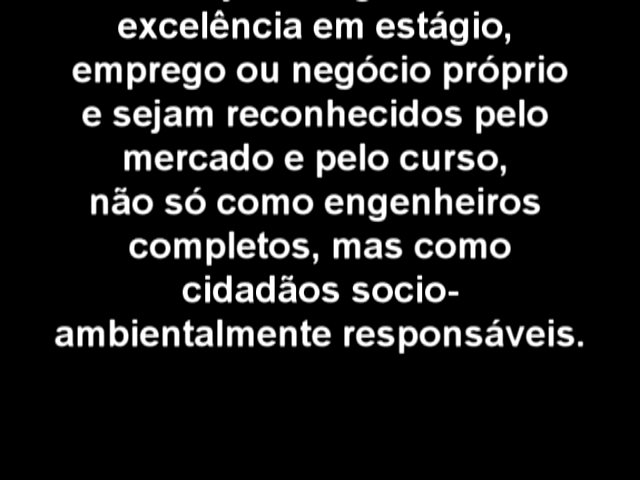 excelência em estágio,
emprego ou negócio próprio
e sejam reconhecidos pelo
mercado e pelo curso,
não só como engenheiros
completos, mas como
cidadãos socio-
ambientalmente responsáveis.